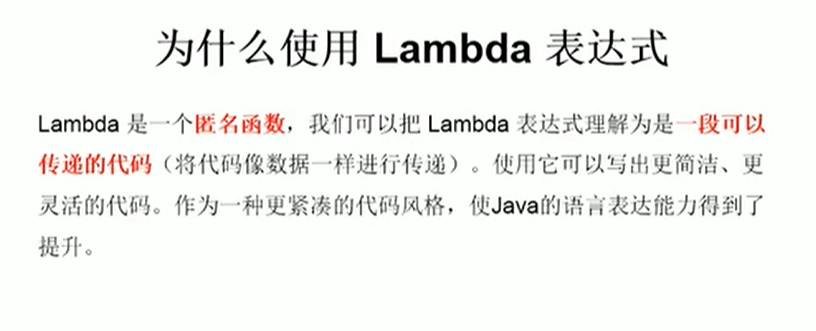 为什么使用 Lambda 表达式
Lambda 是一个匿名函数，我们可以把 Lambda 表达式理解为是一段可以
传递的代码（将代码像数据一样进行传递）。使用它可以写出更简洁、更
灵活的代码。作为一种更紧凑的代码风格，使Java的语言表达能力得到了
提升。